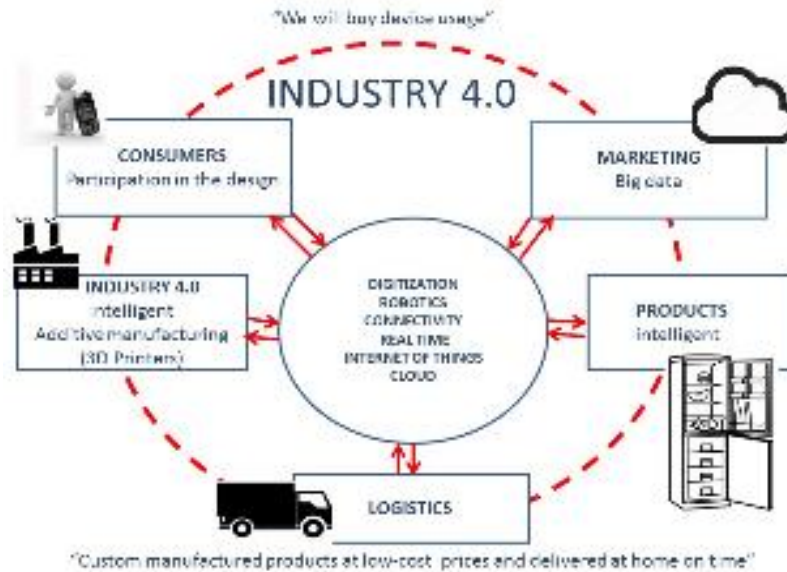 "We will buy device usage"
INDUSTRY 4.0
CONSUMERS
Participation in the design
MARKETING
Big data
INDUSTRY 4.0
intelligent
Additive manufacturing
(3D Printers)
DIGITIZATION
ROBOTICS
CONNECTIVITY
REAL TIME
INTERNET OF THINGS
CLOUD
PRODUCTS
intelligent
LOGISTICS
"Custom manufactured products at low-cost prices and delivered at home on time"